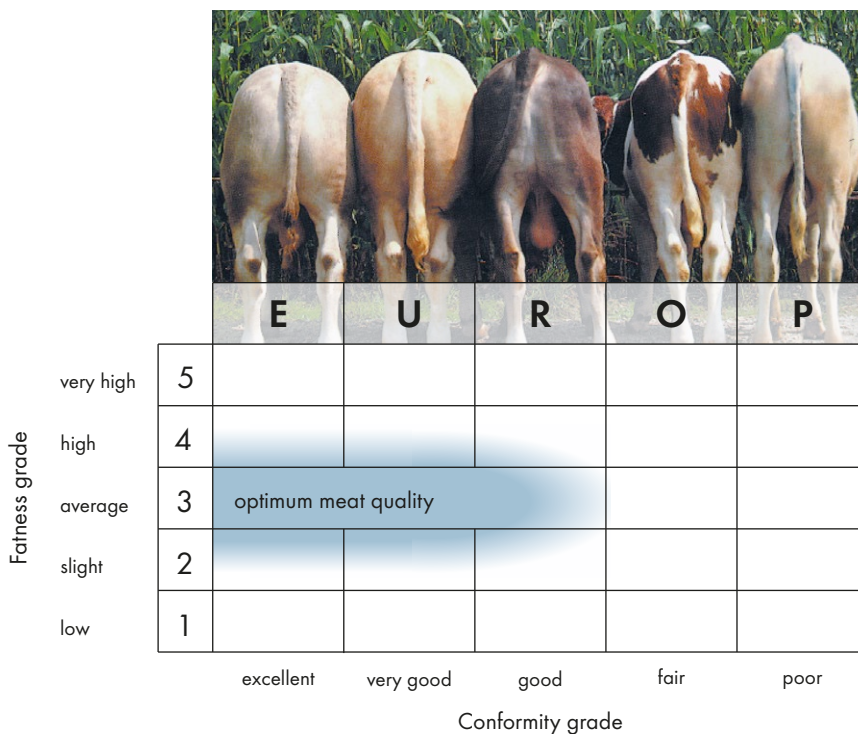 E U R O P
very high 5
high 4
average 3 optimum meat quality
slight 2
low 1
Fatness grade
excellent very good good fair poor
Conformity grade